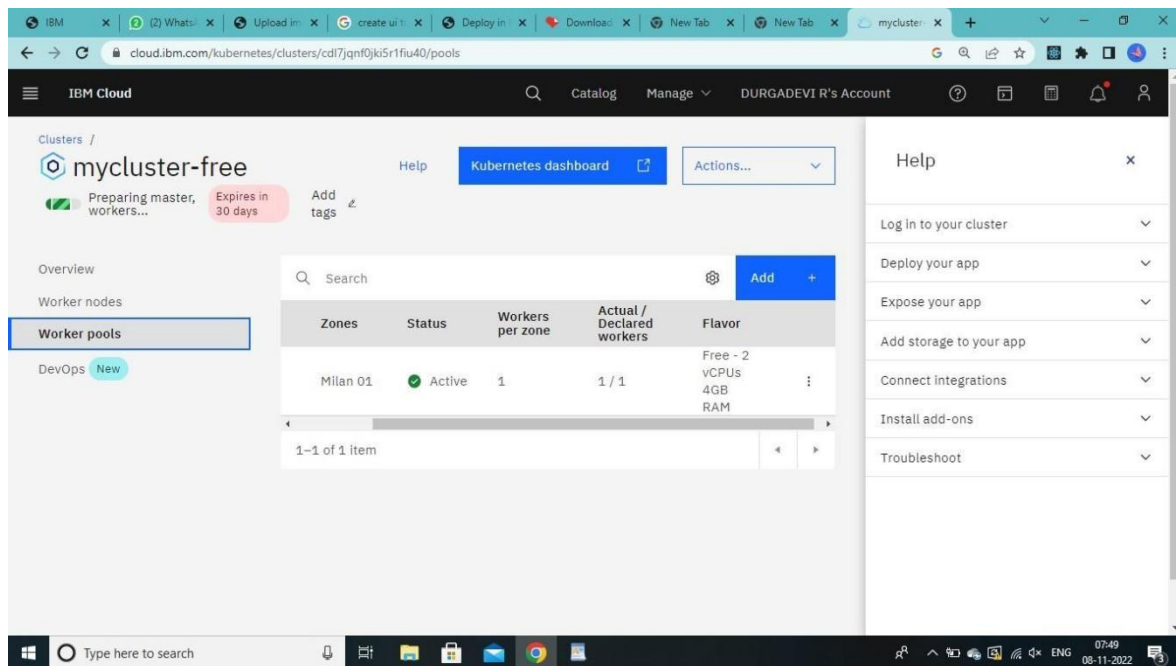 IBM
(2) Whats
Upload im
create ui t
Deploy in
Download
New Tab
New Tab
mycluster-
cloud.ibm.com/kubernetes/clusters/cdl7jqnf0jki5r1fiu40/pools
IBM Cloud
Catalog
Manage
DURGADEVI R's Account
Clusters /
mycluster-free
Preparing master,
workers...
Expires in
30 days
Add
tags
Help
Kubernetes dashboard
Actions...
Overview
Worker nodes
Worker pools
DevOps New
Search
Add +
Zones Status Workers per zone Actual / Declared workers Flavor
Milan 01 Active 1 1 / 1 Free - 2
vCPUs
4GB
RAM
1–1 of 1 item
Help
Log in to your cluster
Deploy your app
Expose your app
Add storage to your app
Connect integrations
Install add-ons
Troubleshoot
Type here to search
ENG
07:49
08-11-2022